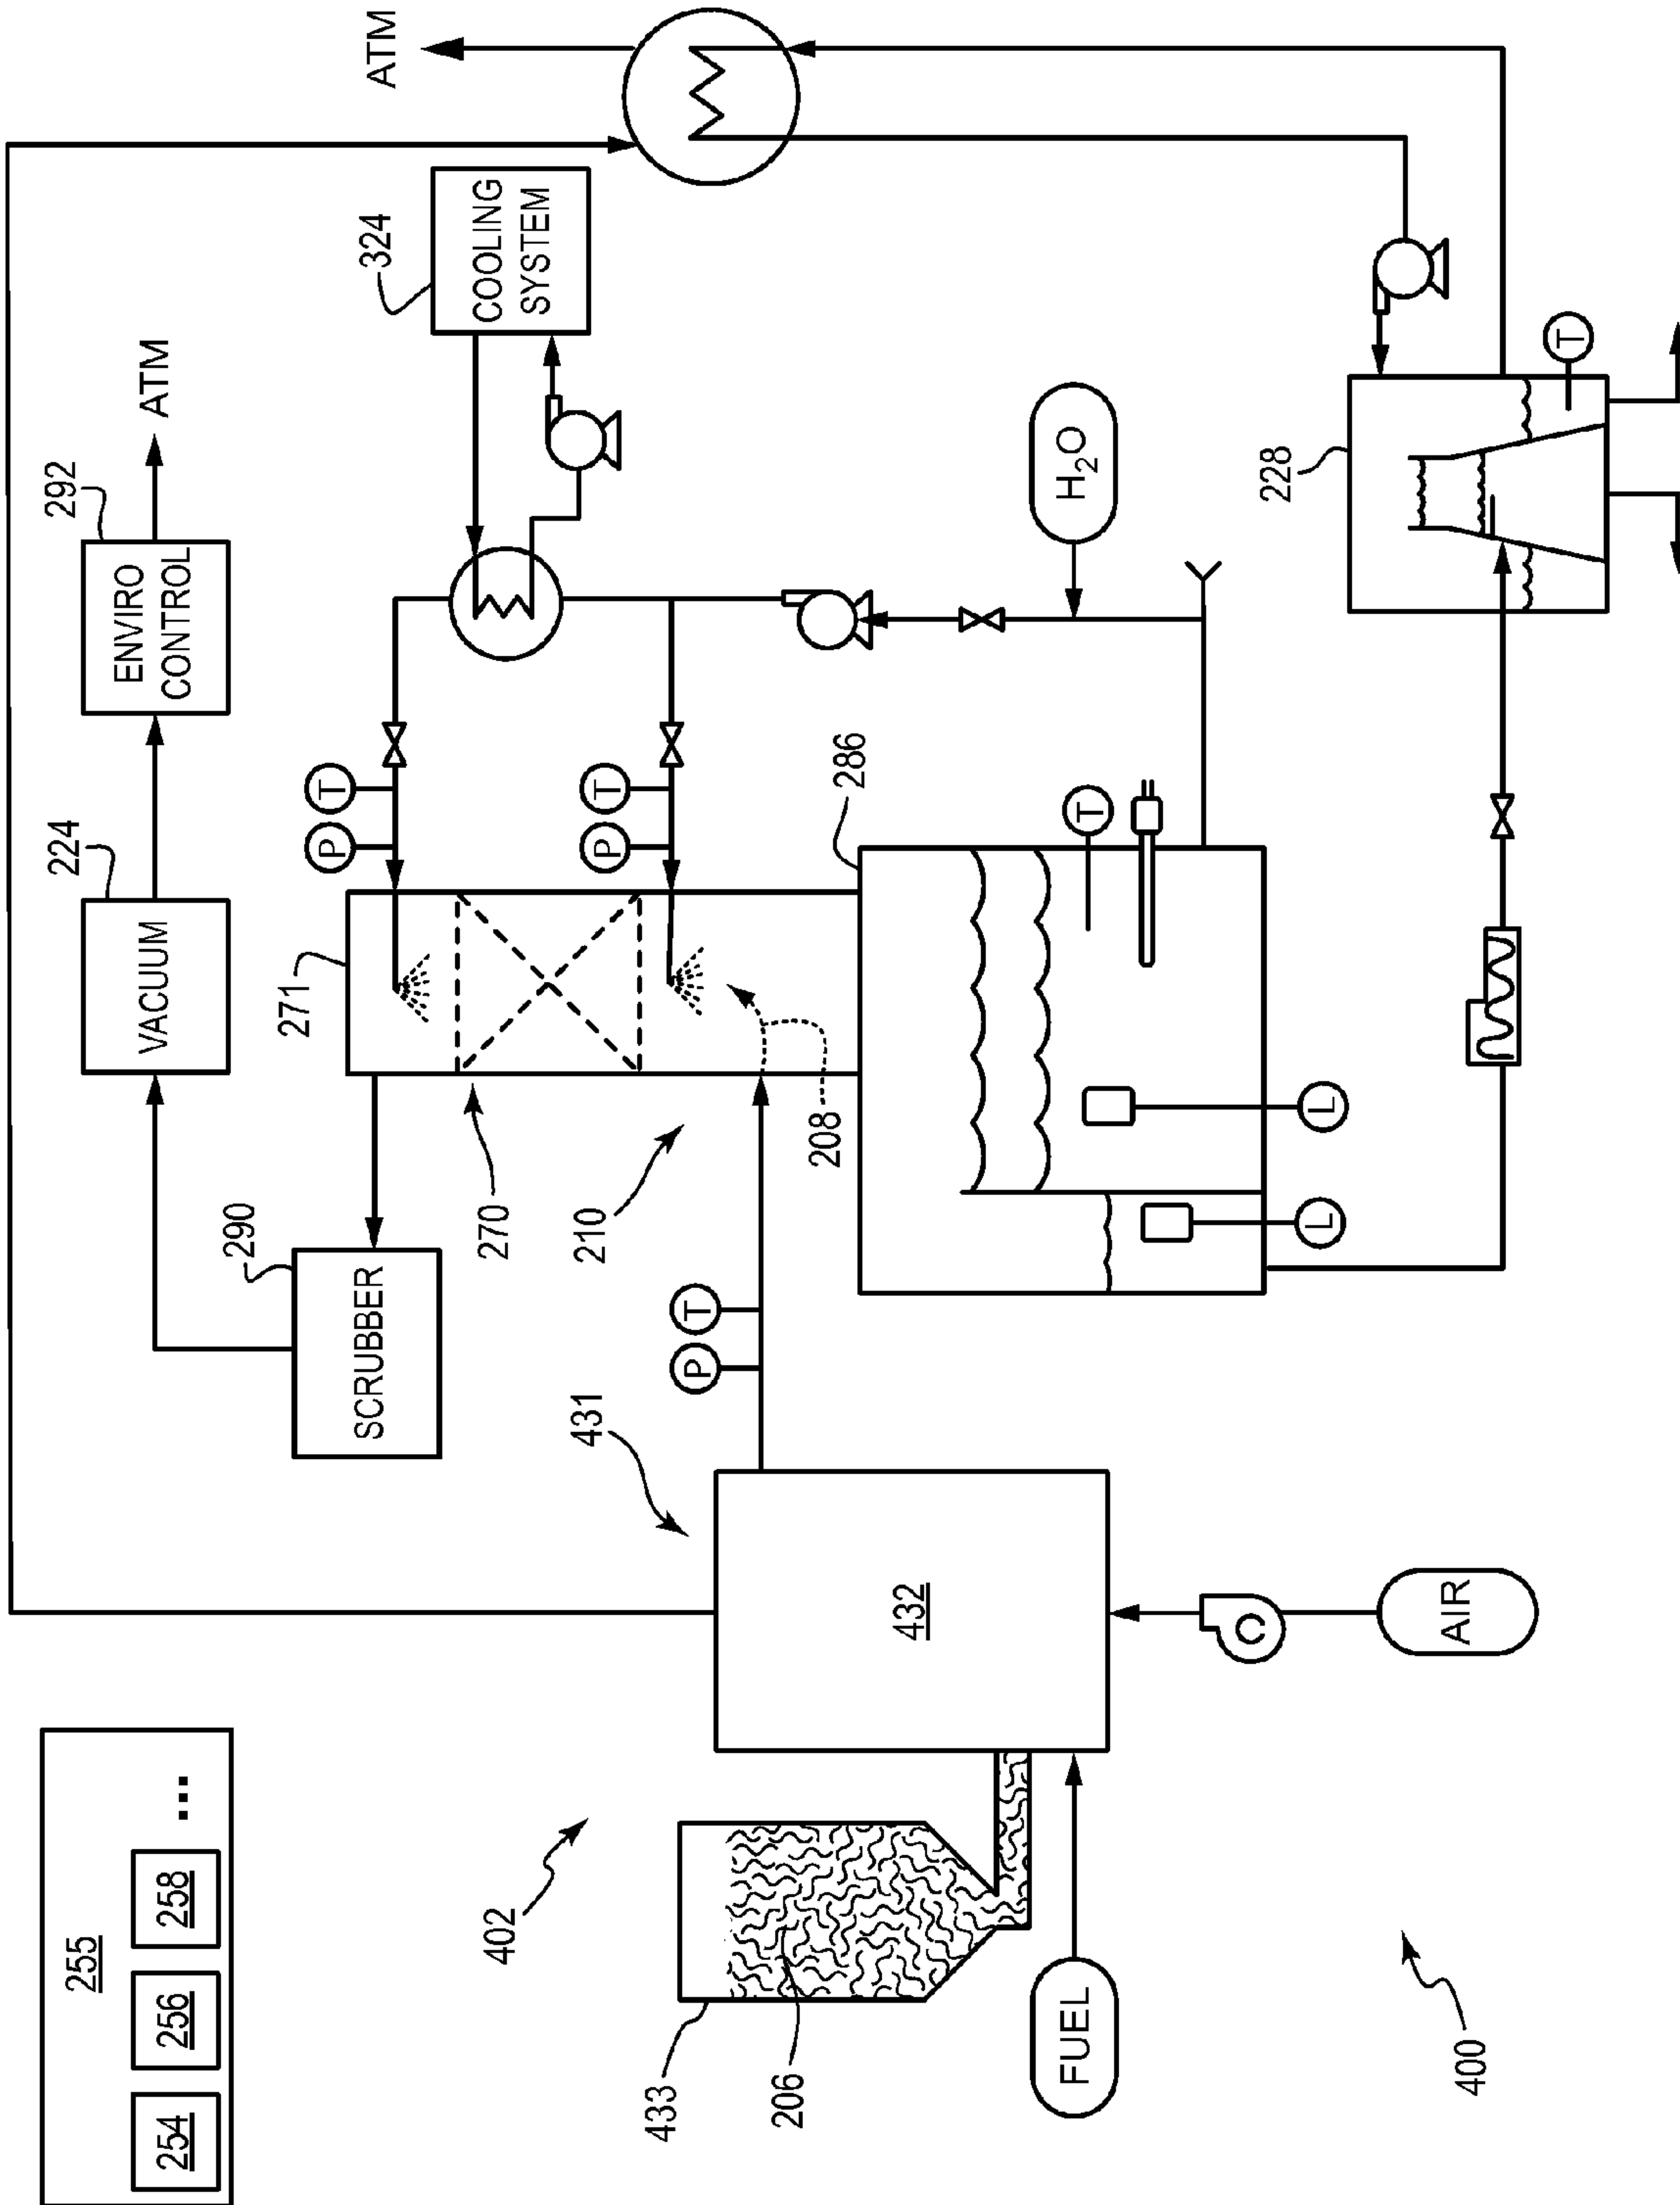 255
254
256
258
...
290
SCRUBBER
224
VACUUM
292
ENVIRO
CONTROL
ATM
ATM
271
P
T
324
COOLING
SYSTEM
270
210
208
P
T
402
431
P
T
433
206
432
286
T
H₂O
L
L
FUEL
C
AIR
228
T
400